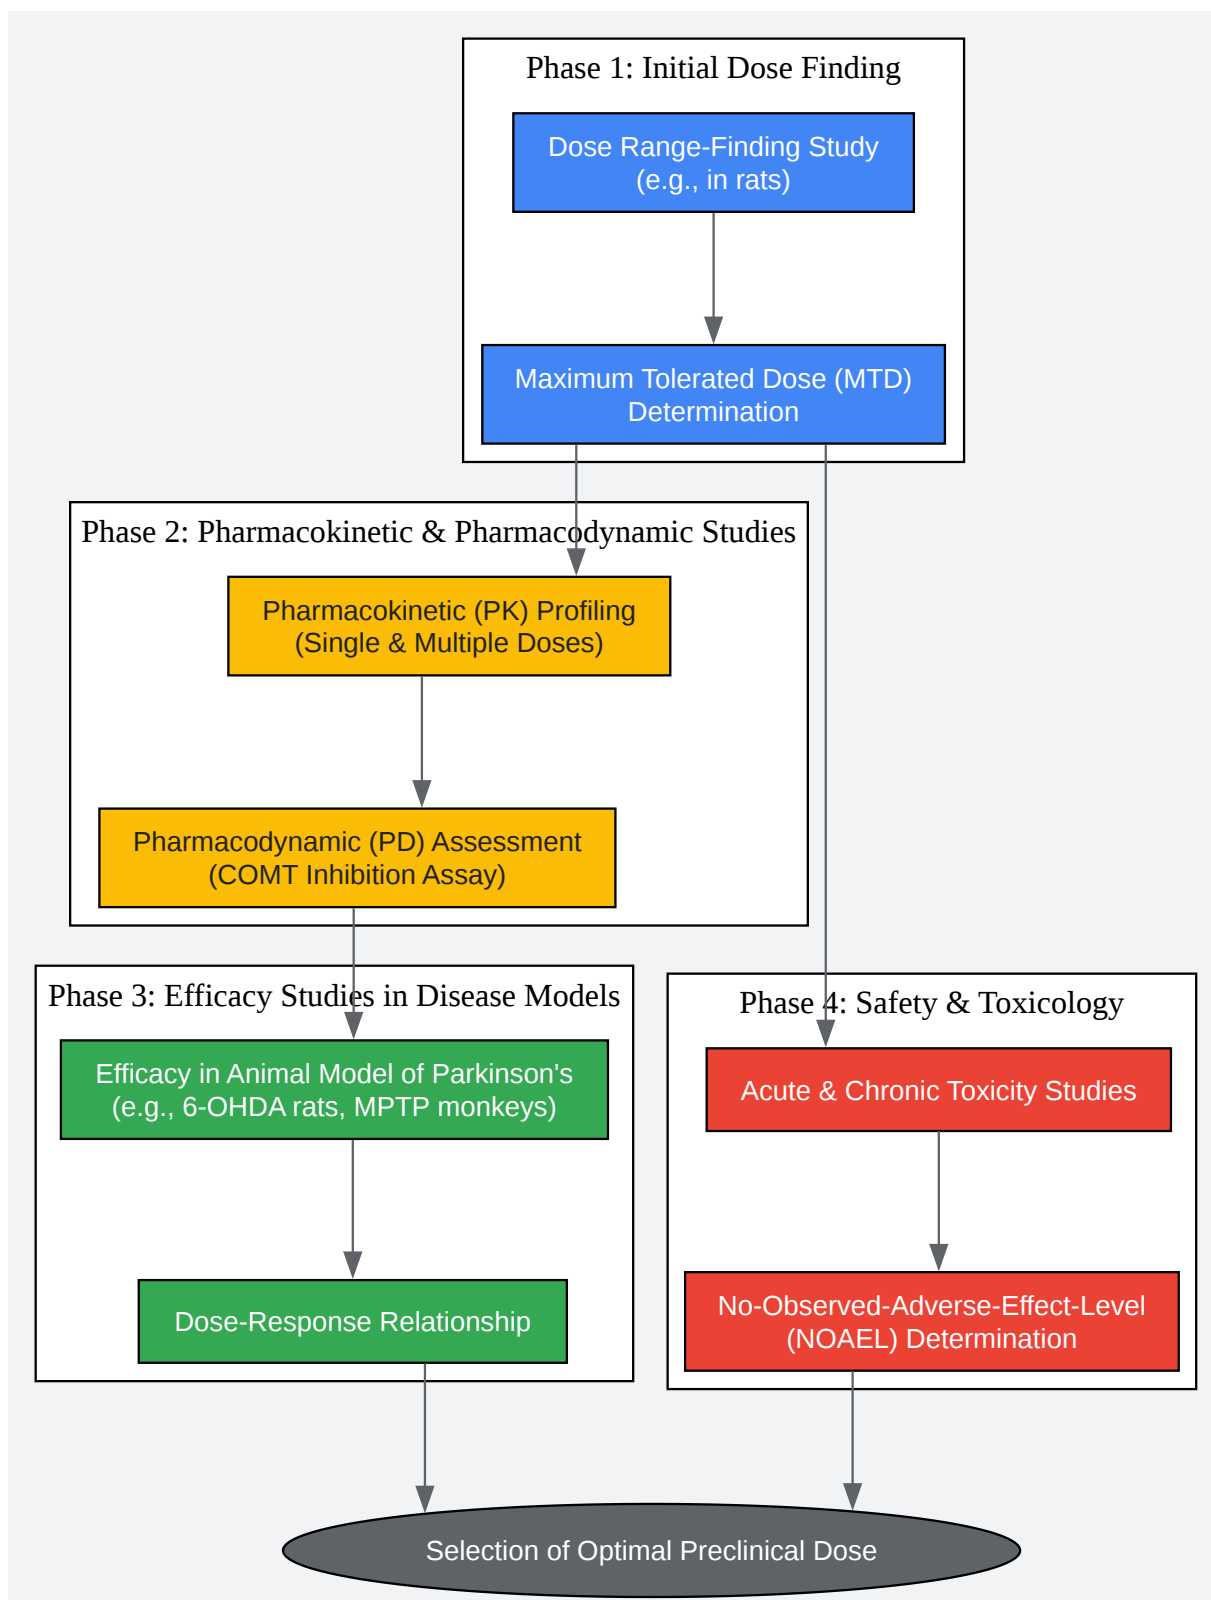 Phase 1: Initial Dose Finding
Dose Range-Finding Study
(e.g., in rats)
Maximum Tolerated Dose (MTD)
Determination
Phase 2: Pharmacokinetic & Pharmacodynamic Studies
Pharmacokinetic (PK) Profiling
(Single & Multiple Doses)
Pharmacodynamic (PD) Assessment
(COMT Inhibition Assay)
Phase 3: Efficacy Studies in Disease Models
Efficacy in Animal Model of Parkinson's
(e.g., 6-OHDA rats, MPTP monkeys)
Dose-Response Relationship
Phase 4: Safety & Toxicology
Acute & Chronic Toxicity Studies
No-Observed-Adverse-Effect-Level
(NOAEL) Determination
Selection of Optimal Preclinical Dose